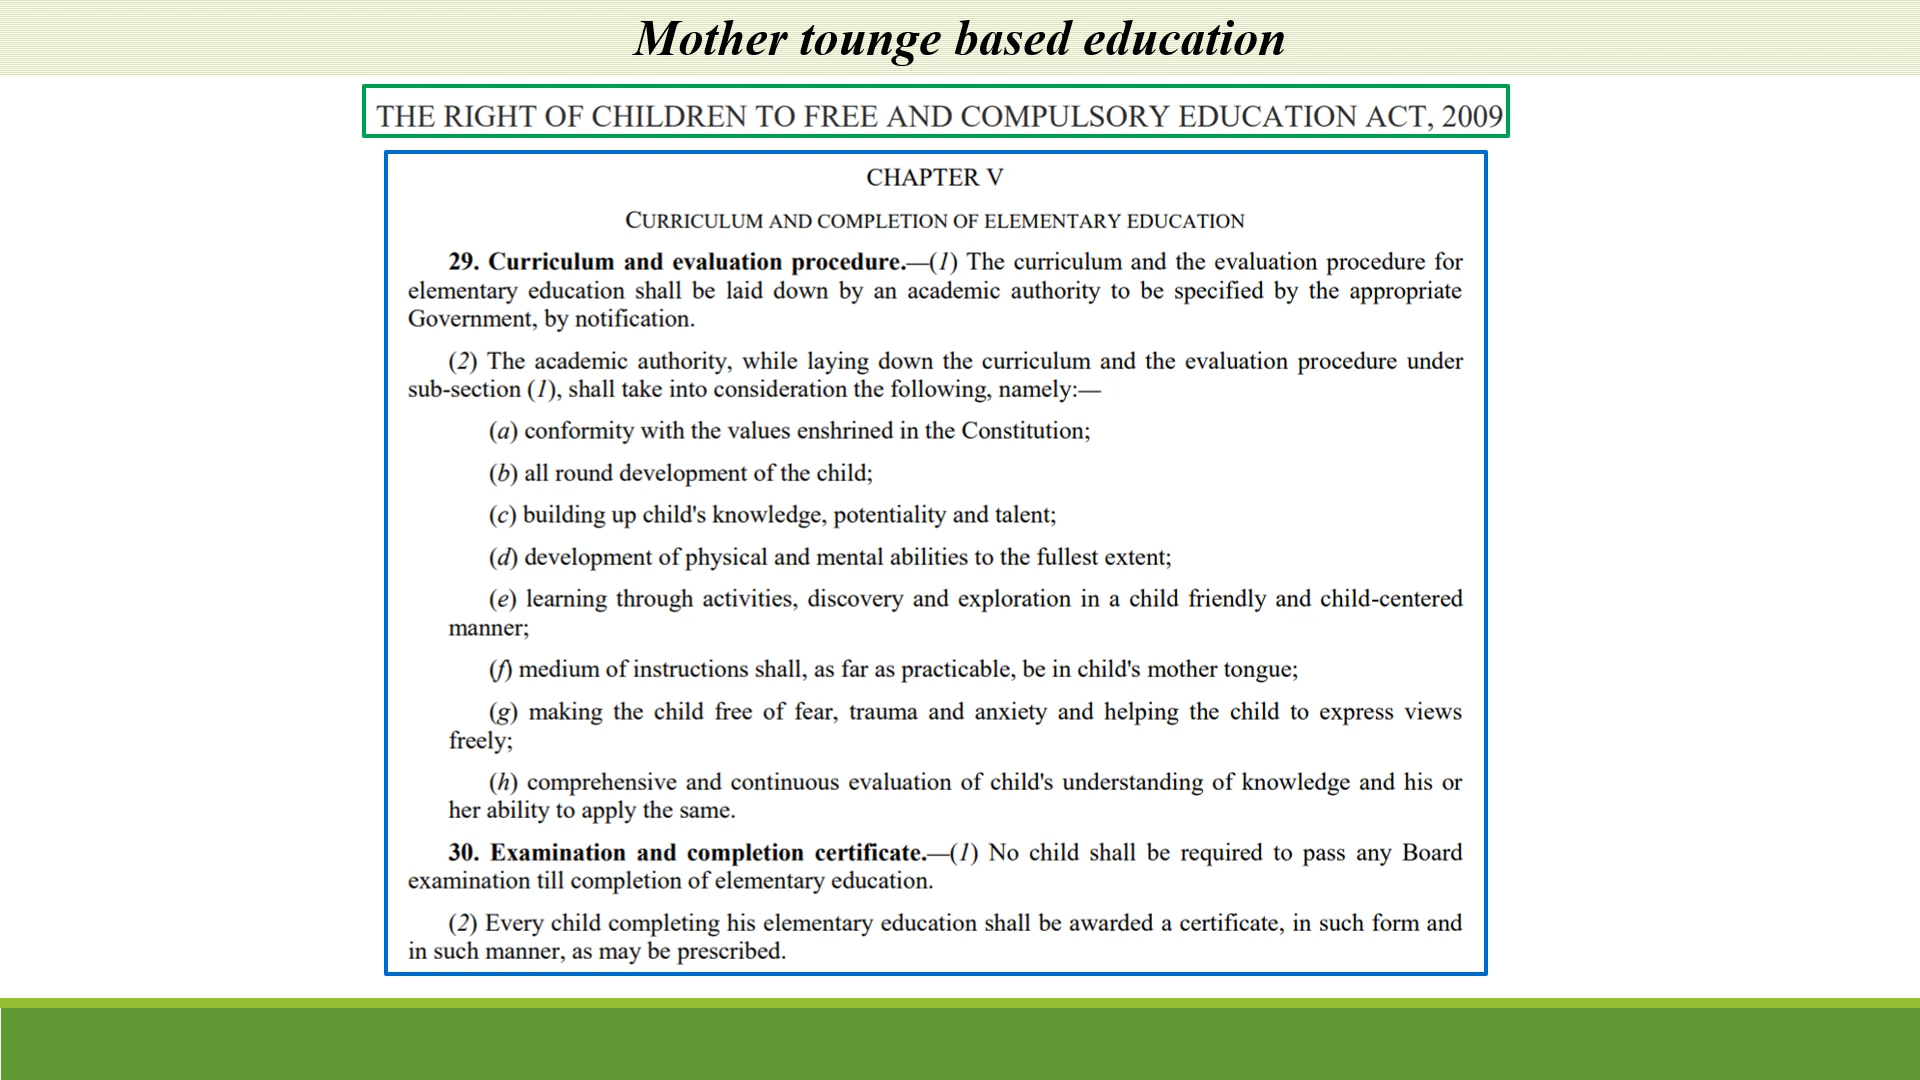 Mother tounge based education
THE RIGHT OF CHILDREN TO FREE AND COMPULSORY EDUCATION ACT, 2009
CHAPTER V
CURRICULUM AND COMPLETION OF ELEMENTARY EDUCATION
29. Curriculum and evaluation procedure.—(1) The curriculum and the evaluation procedure for
elementary education shall be laid down by an academic authority to be specified by the appropriate
Government, by notification.
(2) The academic authority, while laying down the curriculum and the evaluation procedure under
sub-section (1), shall take into consideration the following, namely:—
(a) conformity with the values enshrined in the Constitution;
(b) all round development of the child;
(c) building up child's knowledge, potentiality and talent;
(d) development of physical and mental abilities to the fullest extent;
(e) learning through activities, discovery and exploration in a child friendly and child-centered
manner;
(f) medium of instructions shall, as far as practicable, be in child's mother tongue;
(g) making the child free of fear, trauma and anxiety and helping the child to express views
freely;
(h) comprehensive and continuous evaluation of child's understanding of knowledge and his or
her ability to apply the same.
30. Examination and completion certificate.—(1) No child shall be required to pass any Board
examination till completion of elementary education.
(2) Every child completing his elementary education shall be awarded a certificate, in such form and
in such manner, as may be prescribed.